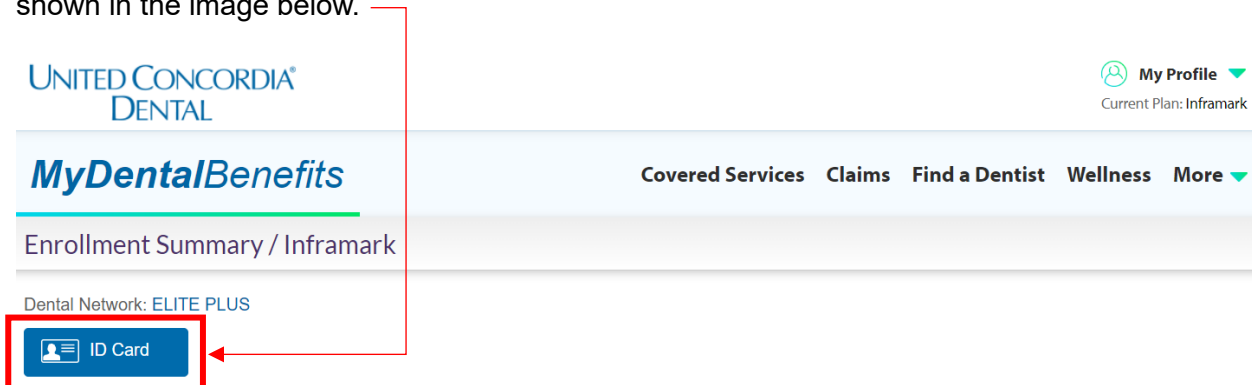 shown in the image below.
UNITED CONCORDIA®
DENTAL
My Profile
Current Plan: Inframark
MyDentalBenefits
Covered Services Claims Find a Dentist Wellness More
Enrollment Summary / Inframark
Dental Network: ELITE PLUS
ID Card